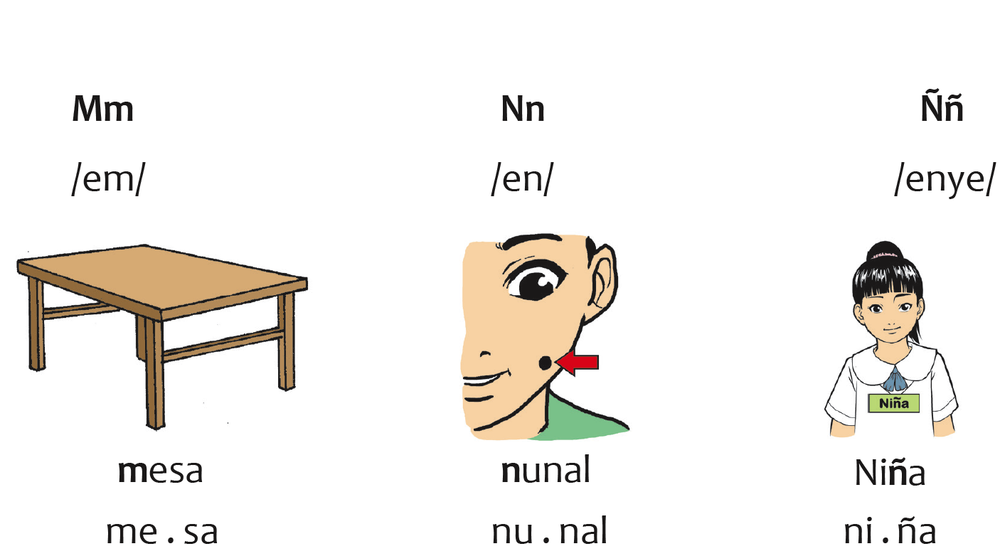 Mm Nn Ññ
/em/ /en/ /enye/
Niña
mesa nunal Niña
me . sa nu . nal ni . ña